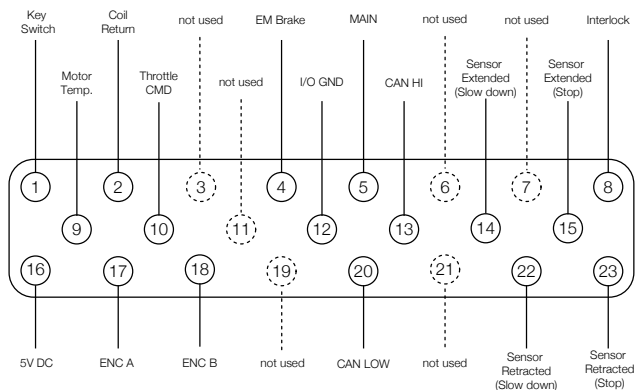 Key
Switch
Coil
Return
not used
EM Brake
MAIN
not used
not used
Interlock
Motor
Temp.
Throttle
CMD
not used
I/O GND
CAN HI
Sensor
Extended
(Slow down)
Sensor
Extended
(Stop)
1
2
3
4
5
6
7
8
9
10
11
12
13
14
15
16
17
18
19
20
21
22
23
5V DC
ENC A
ENC B
not used
CAN LOW
not used
Sensor
Retracted
(Slow down)
Sensor
Retracted
(Stop)